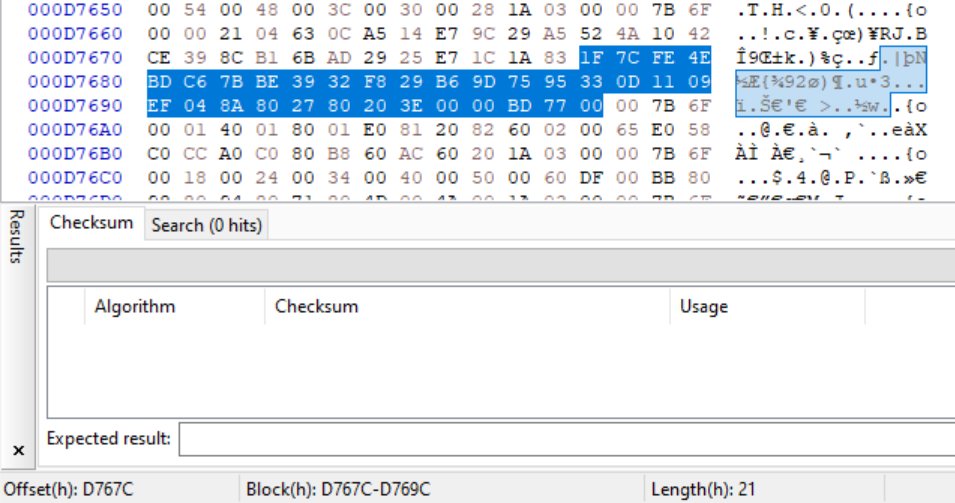 000D7650 00 54 00 48 00 3C 00 30 00 28 1A 03 00 00 7B 6F .T.H.<.0.(....{o
000D7660 00 00 21 04 63 0C A5 14 E7 9C 29 A5 52 4A 10 42 ..!.c.¥.çœ)¥RJ.B
000D7670 CE 39 8C B1 6B AD 29 25 E7 1C 1A 83 1F 7C FE 4E Î9Œ±k.)%ç..ƒ.|þN
000D7680 BD C6 7B BE 39 32 F8 29 B6 9D 75 95 33 0D 11 09 ½Æ{¾92ø)¶.u•3...
000D7690 EF 04 8A 80 27 80 20 3E 00 00 BD 77 00 00 7B 6F ï.Š€'€ >..½w..{o
000D76A0 00 01 40 01 80 01 E0 81 20 82 60 02 00 65 E0 58 ..@.€.à. ‚`..eàX
000D76B0 C0 CC A0 C0 80 B8 60 AC 60 20 1A 03 00 00 7B 6F ÀÌ À€¸`¬` ....{o
000D76C0 00 18 00 24 00 34 00 40 00 50 00 60 DF 00 BB 80 ...$.4.@.P.`ß.»€
Results
Checksum Search (0 hits)
Algorithm Checksum Usage
Expected result:
x
Offset(h): D767C Block(h): D767C-D769C Length(h): 21